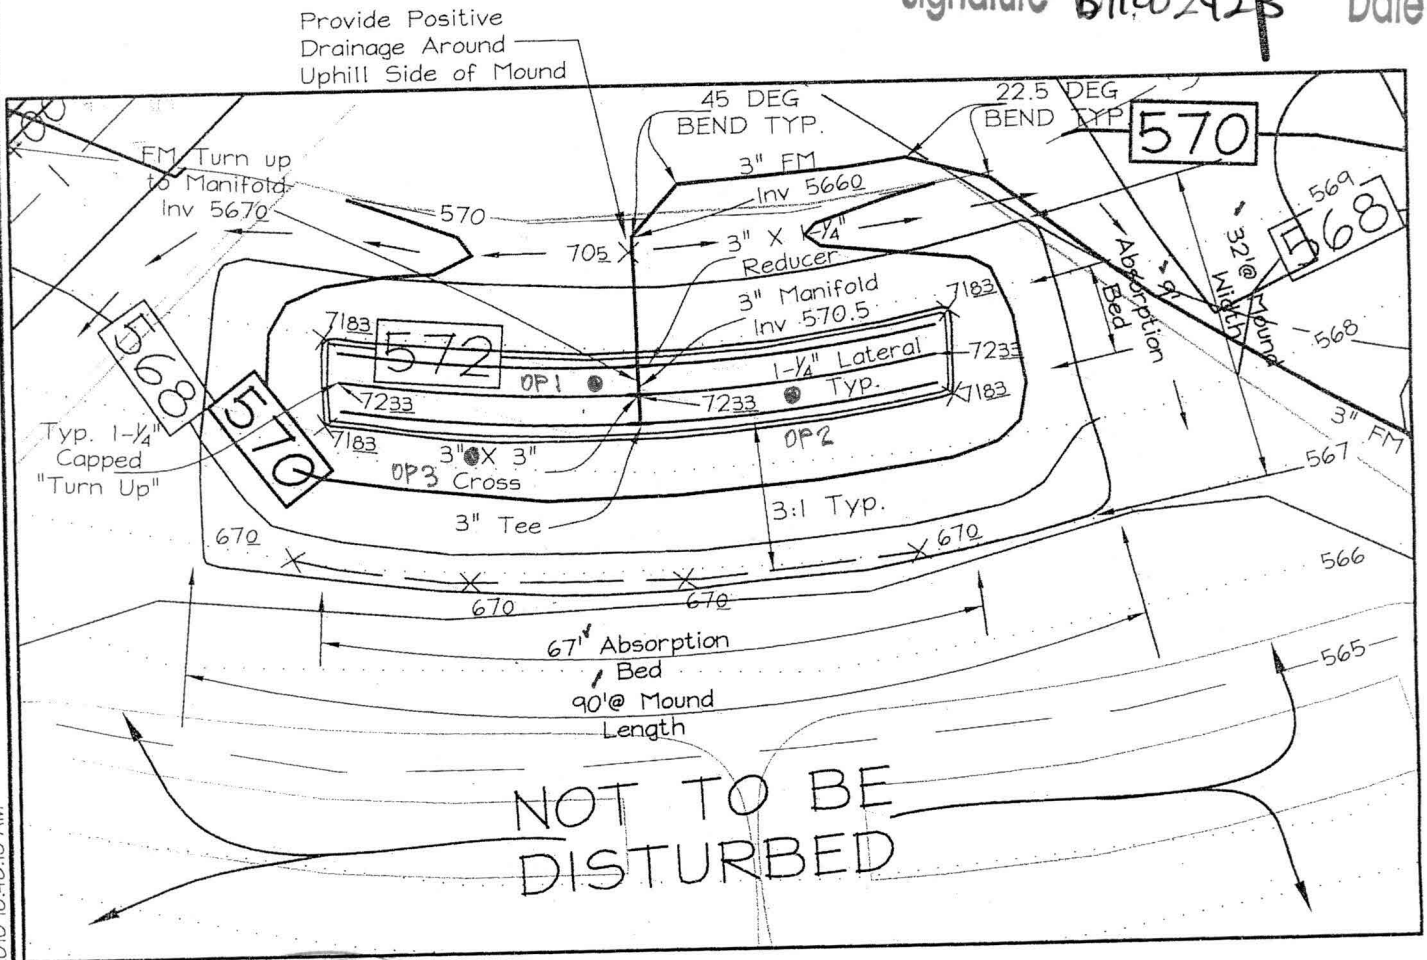 Signature
Date
Provide Positive
Drainage Around
Uphill Side of Mound
45 DEG
BEND TYP.
22.5 DEG
BEND TYP
570
FM Turn up
to Manifold
Inv 5670
3" FM
Inv 5660
570
569
568
705
3" X 1-1/4"
Reducer
3" Manifold
Inv 570.5
Absorption
Bed
9'
32'@ Mound
Width
7183
7183
572
568
1-1/4" Lateral
Typ.
7233
568
OP1
7233
7233
7183
570
Typ. 1-1/4"
Capped
"Turn Up"
7183
3" X 3"
Cross
OP3
OP2
3" FM
567
3" Tee
3:1 Typ.
670
670
670
670
566
67' Absorption
Bed
90'@ Mound
Length
565
NOT TO BE
DISTURBED